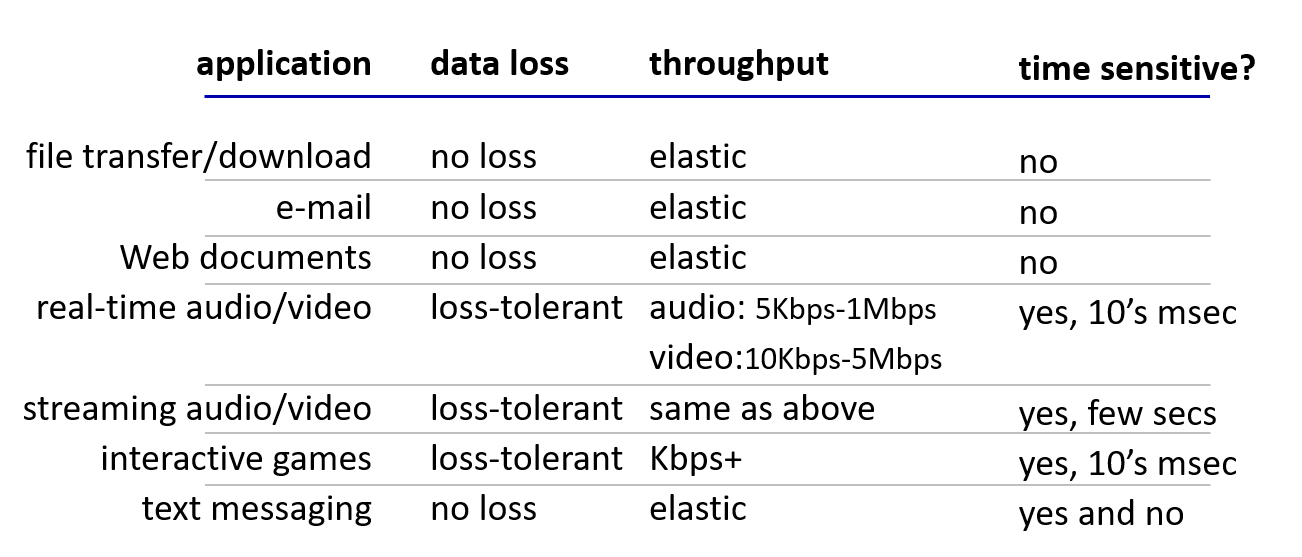 application data loss throughput time sensitive?
file transfer/download no loss elastic no
e-mail no loss elastic no
Web documents no loss elastic no
real-time audio/video loss-tolerant audio: 5Kbps-1Mbps yes, 10’s msec
video:10Kbps-5Mbps
streaming audio/video loss-tolerant same as above yes, few secs
interactive games loss-tolerant Kbps+ yes, 10’s msec
text messaging no loss elastic yes and no